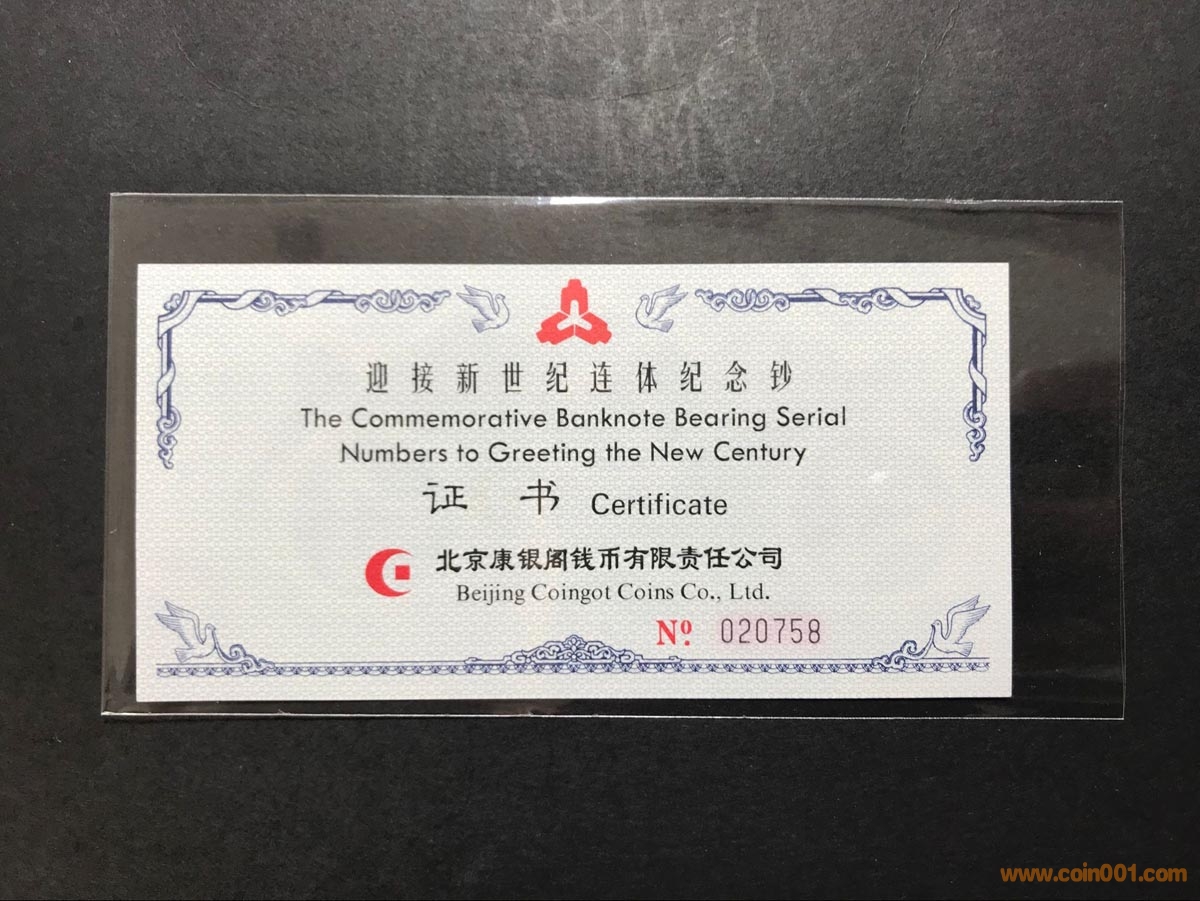 迎接新世纪连体纪念钞
The Commemorative Banknote Bearing Serial
Numbers to Greeting the New Century
证 书 Certificate
北京康银阁钱币有限责任公司
Beijing Coingot Coins Co., Ltd.
Nº. 020758
www.coin001.com